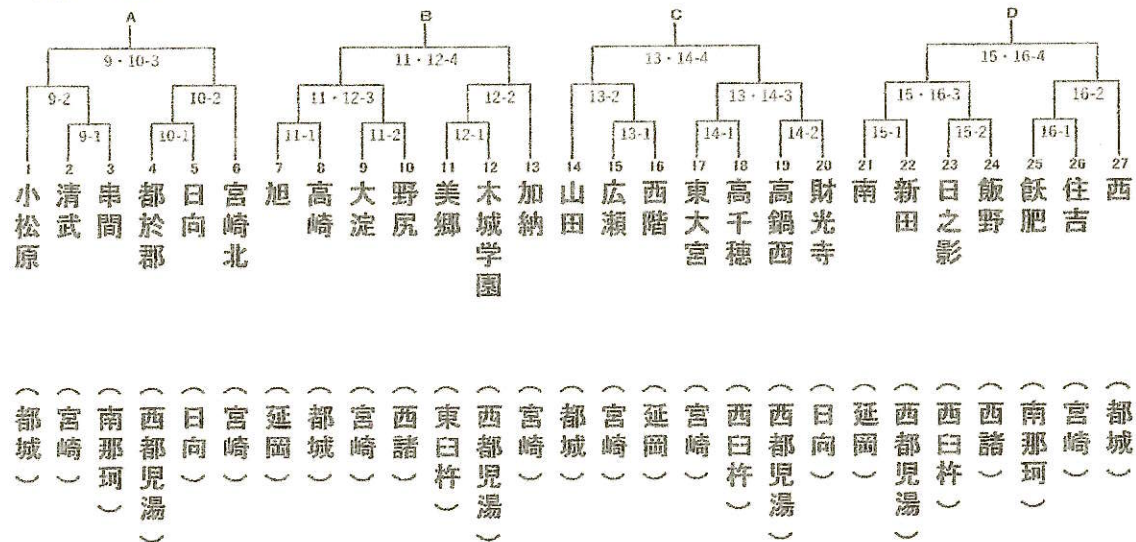 A B C D
9・10-3 11・12-4 13・14-4 15・16-4
9-2 10-2 11・12-3 12-2 13-2 13・14-3 15・16-3 16-2
9-1 10-1 11-1 11-2 12-1 13-1 14-1 14-2 15-1 15-2 16-1
1 2 3 4 5 6 7 8 9 10 11 12 13 14 15 16 17 18 19 20 21 22 23 24 25 26 27
小松原
清武
串間
都於郡
日向
宮崎北
旭
高崎
大淀
野尻
美郷
木城学園
加納
山田
広瀬
西階
東大宮
高千穂
高鍋西
財光寺
南
新田
日之影
飯野
飫肥
住吉
西
（都城）
（宮崎）
（南那珂）
（西都児湯）
（日向）
（宮崎）
（延岡）
（都城）
（宮崎）
（西諸）
（東臼杵）
（西都児湯）
（宮崎）
（都城）
（宮崎）
（延岡）
（宮崎）
（西臼杵）
（西都児湯）
（日向）
（延岡）
（西都児湯）
（西臼杵）
（西諸）
（南那珂）
（宮崎）
（都城）